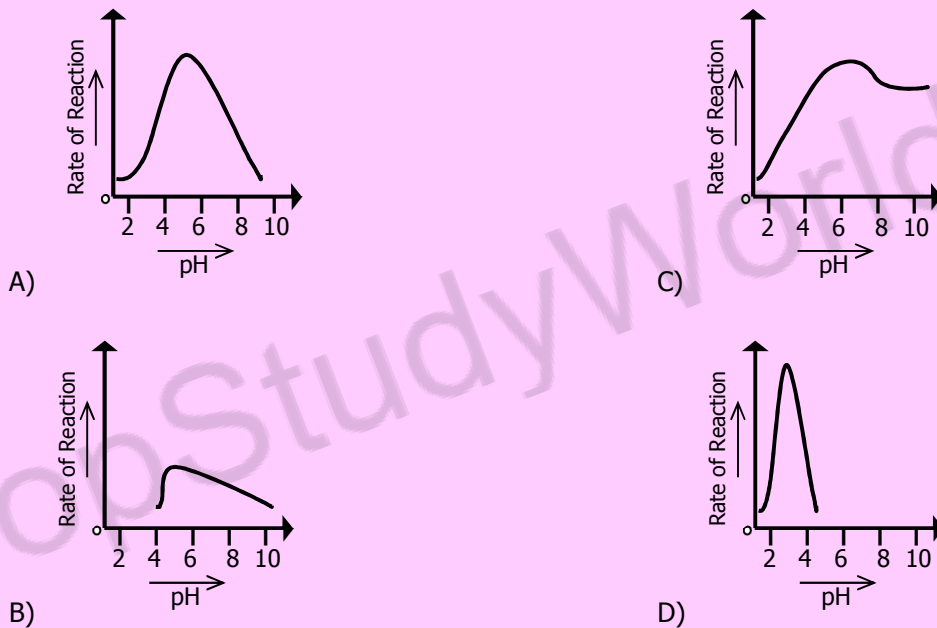 Rate of Reaction
o
2 4 6 8 10
pH
A)
Rate of Reaction
o
2 4 6 8 10
pH
C)
Rate of Reaction
o
2 4 6 8 10
pH
B)
Rate of Reaction
o
2 4 6 8 10
pH
D)
opStudyWorld